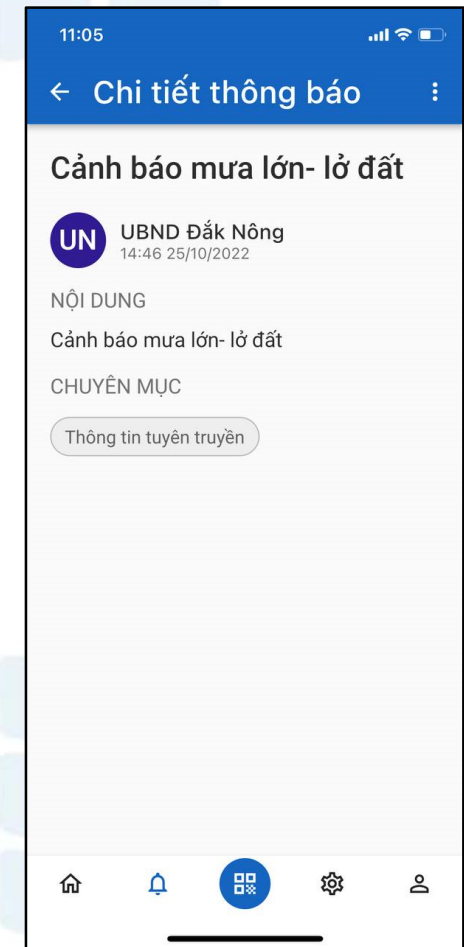 11:05
Chi tiết thông báo
Cảnh báo mưa lớn- lở đất
UN
UBND Đắk Nông
14:46 25/10/2022
NỘI DUNG
Cảnh báo mưa lớn- lở đất
CHUYÊN MỤC
Thông tin tuyên truyền